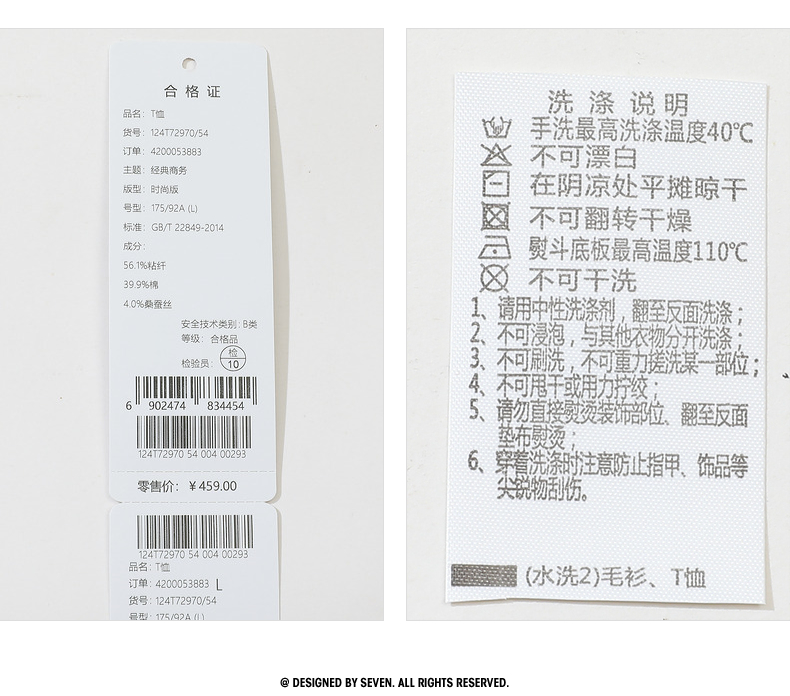 合格证
品名：T恤
货号：124T72970/54
订单：4200053883
主题：经典商务
版型：时尚版
号型：175/92A (L)
标准：GB/T 22849-2014
成分：
56.1%粘纤
39.9%棉
4.0%桑蚕丝
安全技术类别：B类
等级：合格品
检验员：检 10
6 902474 834454
124T72970 54 004 00293
零售价：￥459.00
124T72970 54 004 00293
品名：T恤
订单：4200053883 L
货号：124T72970/54
号型：175/92A (L)
洗涤说明
手洗最高洗涤温度40℃
不可漂白
在阴凉处平摊晾干
不可翻转干燥
熨斗底板最高温度110℃
不可干洗
1、请用中性洗涤剂，翻至反面洗涤；
2、不可浸泡，与其他衣物分开洗涤；
3、不可刷洗，不可重力搓洗某一部位；
4、不可甩干或用力拧绞；
5、请勿直接熨烫装饰部位、翻至反面
垫布熨烫；
6、穿着洗涤时注意防止指甲、饰品等
尖锐物刮伤。
(水洗2)毛衫、T恤
@ DESIGNED BY SEVEN. ALL RIGHTS RESERVED.